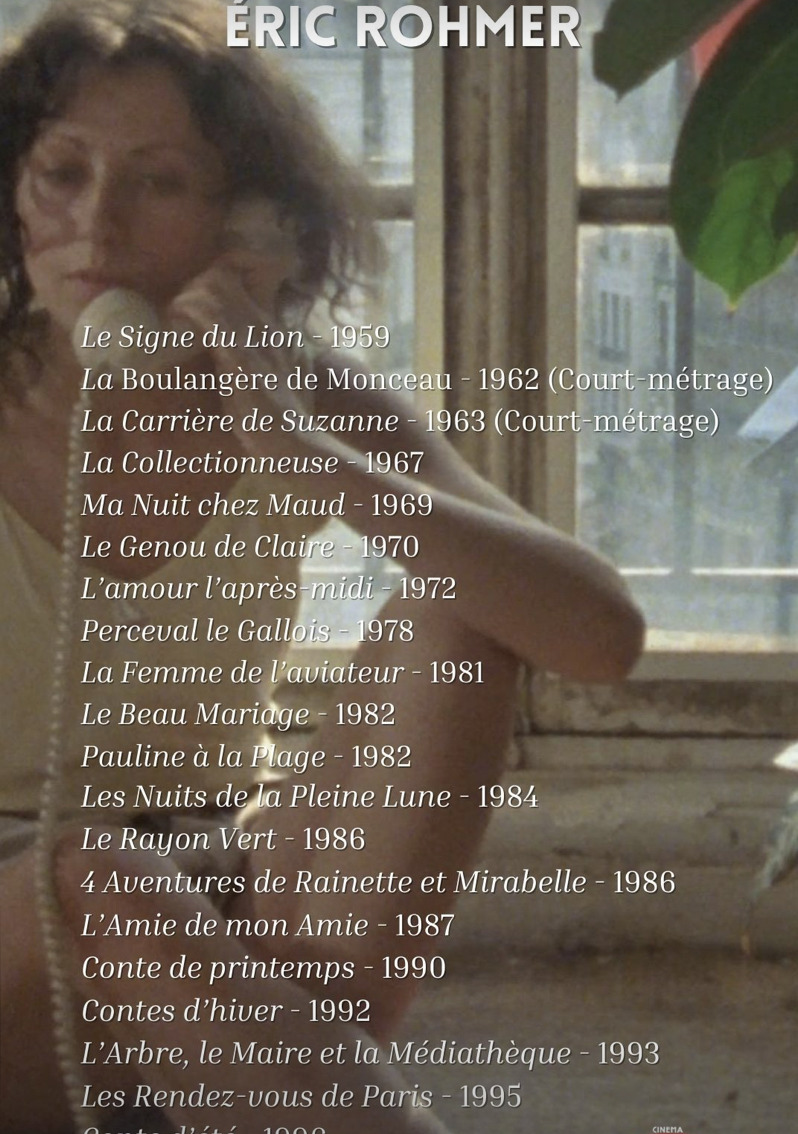 ÉRIC ROHMER
Le Signe du Lion - 1959
La Boulangère de Monceau - 1962 (Court-métrage)
La Carrière de Suzanne - 1963 (Court-métrage)
La Collectionneuse - 1967
Ma Nuit chez Maud - 1969
Le Genou de Claire - 1970
L’amour l’après-midi - 1972
Perceval le Gallois - 1978
La Femme de l’aviateur - 1981
Le Beau Mariage - 1982
Pauline à la Plage - 1982
Les Nuits de la Pleine Lune - 1984
Le Rayon Vert - 1986
4 Aventures de Rainette et Mirabelle - 1986
L’Amie de mon Amie - 1987
Conte de printemps - 1990
Contes d’hiver - 1992
L’Arbre, le Maire et la Médiathèque - 1993
Les Rendez-vous de Paris - 1995
Conte d’été
CINEMA